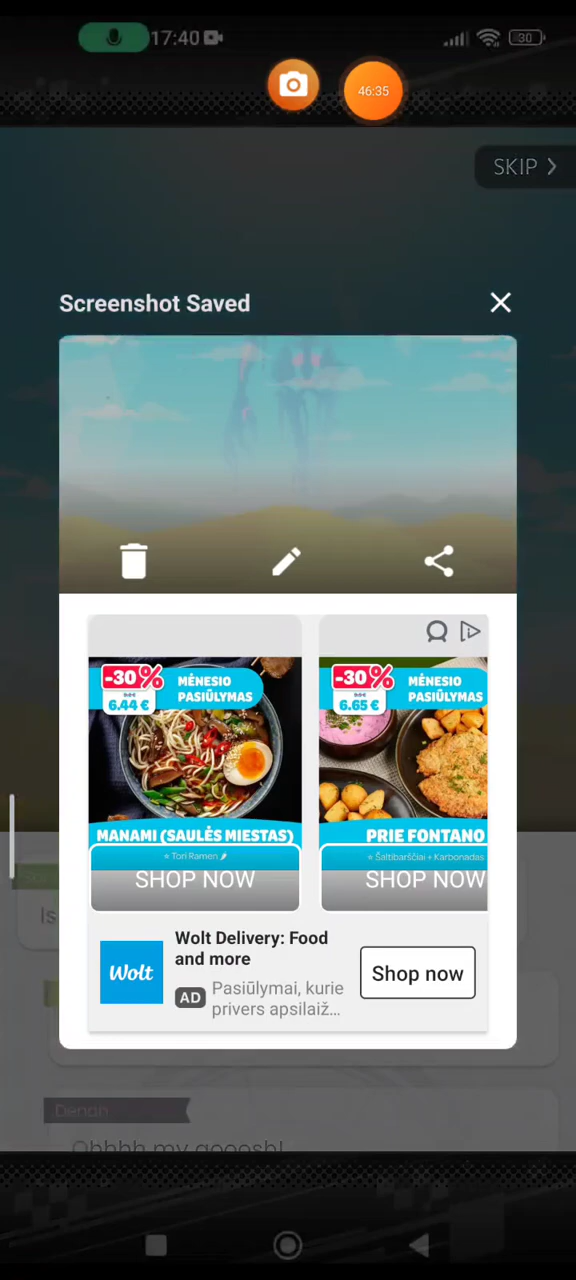 17:40
30
46:35
SKIP
Screenshot Saved
-30%
MĖNESIO
PASIŪLYMAS
6.44 €
MANAMI (SAULĖS MIESTAS)
Tori Ramen
SHOP NOW
-30%
MĖNESIO
PASIŪLYMAS
6.65 €
PRIE FONTANO
Šaltibarščiai + Karbonadas
SHOP NOW
Wolt
Wolt Delivery: Food
and more
AD
Pasiūlymai, kurie
privers apsilaiž...
Shop now
Is
Denan
Ohhhh my gooosh!